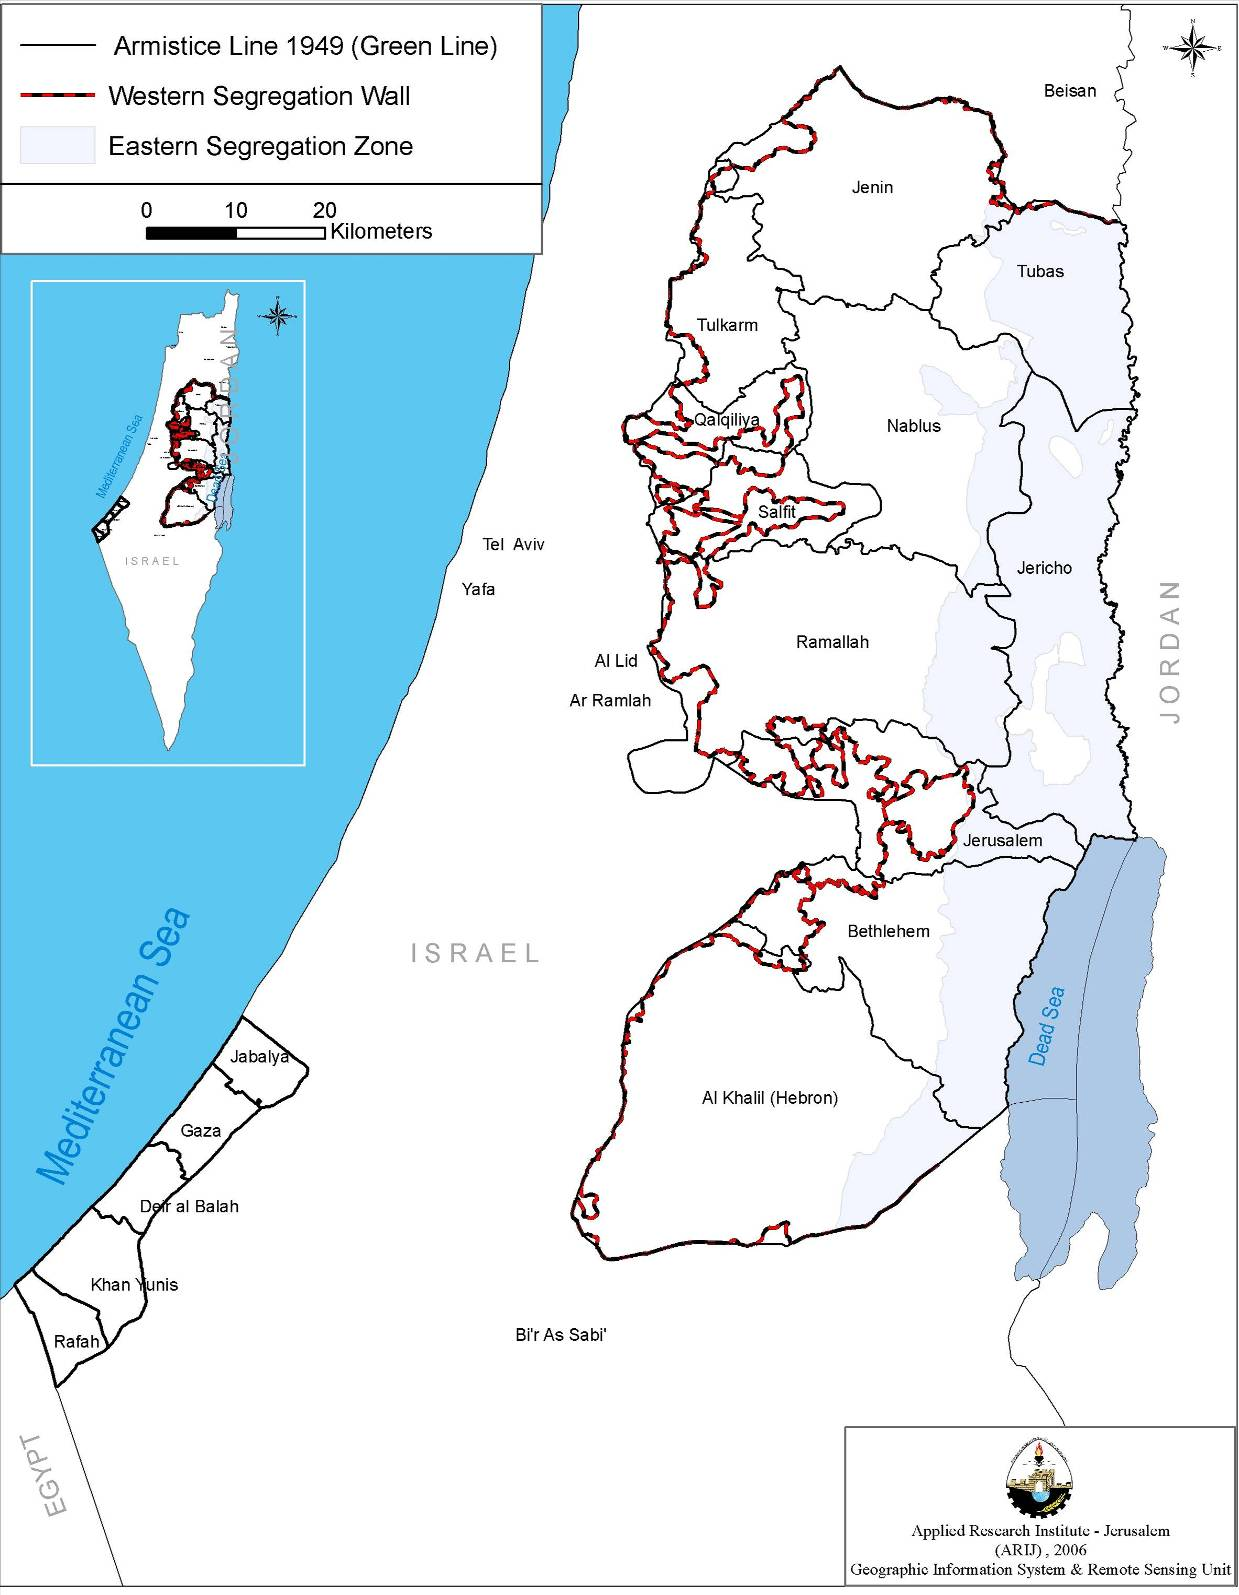 Armistice Line 1949 (Green Line)
Western Segregation Wall
Eastern Segregation Zone
0 10 20
Kilometers
N
W
E
S
Beisan
Jenin
Tubas
Tulkarm
Qalqiliya
Nablus
Salfit
Tel Aviv
Yafa
Jericho
Ramallah
Al Lid
Ar Ramlah
JORDAN
Jerusalem
Bethlehem
ISRAEL
Mediterranean Sea
Dead Sea
Jabalya
Al Khalil (Hebron)
Gaza
Deir al Balah
Khan Yunis
Rafah
Bi'r As Sabi'
EGYPT
Mediterranean Sea
ISRAEL
Applied Research Institute - Jerusalem
(ARIJ) , 2006
Geographic Information System & Remote Sensing Unit